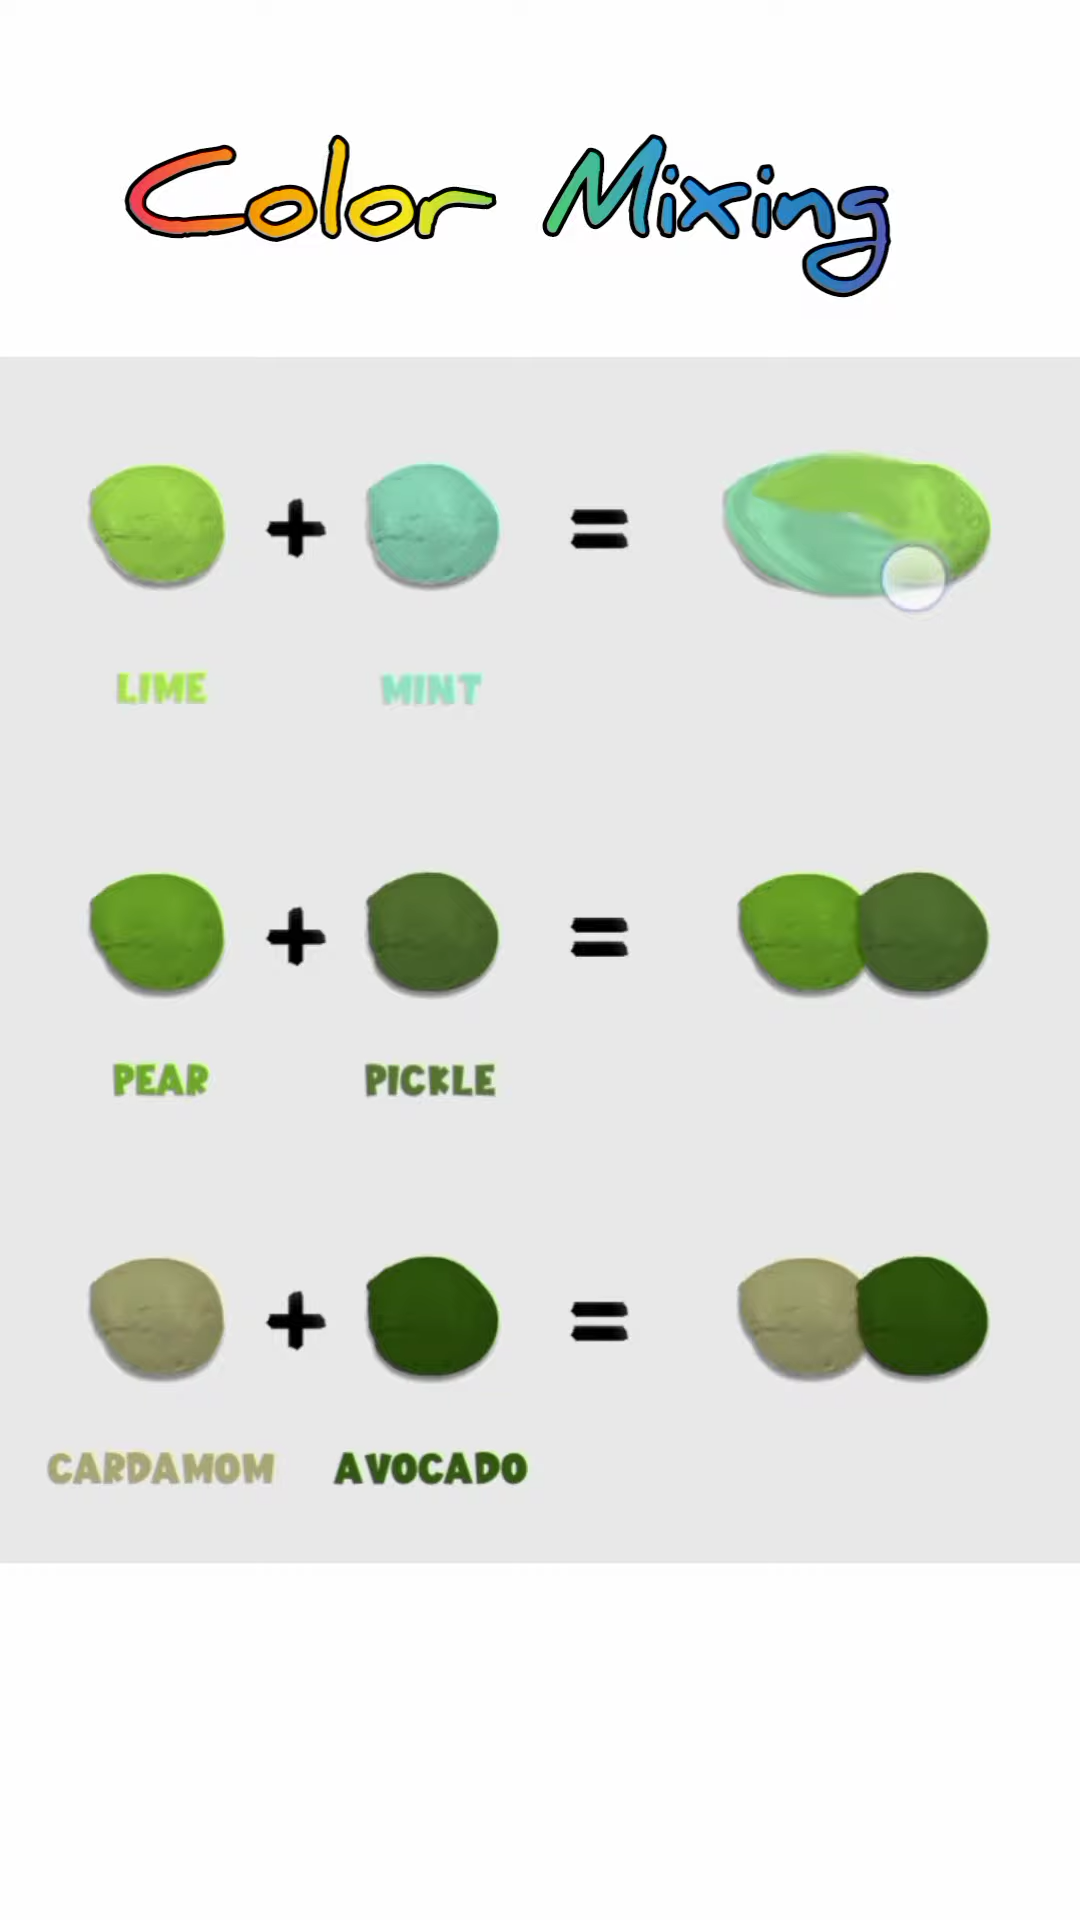 Color Mixing
+ =
LIME MINT
+ =
PEAR PICKLE
+ =
CARDAMOM AVOCADO